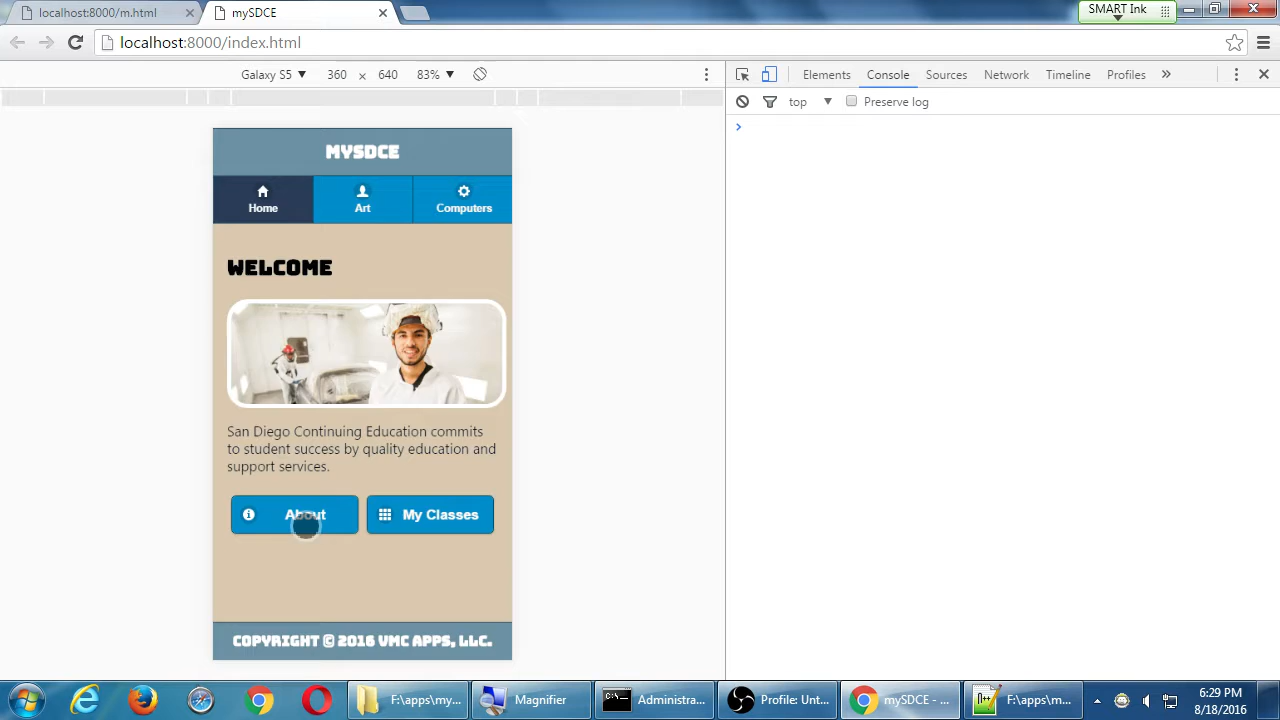 SMART Ink
localhost:8000/m.html
mySDCE
localhost:8000/index.html
Galaxy S5 ▼ 360 × 640 83% ▼
Elements Console Sources Network Timeline Profiles »
top ▼ Preserve log
MYSDCE
Home Art Computers
WELCOME
San Diego Continuing Education commits
to student success by quality education and
support services.
About My Classes
COPYRIGHT © 2016 VMC APPS, LLC.
F:\apps\my... Magnifier Administra... Profile: Unt... mySDCE - ... F:\apps\m...
6:29 PM
8/18/2016